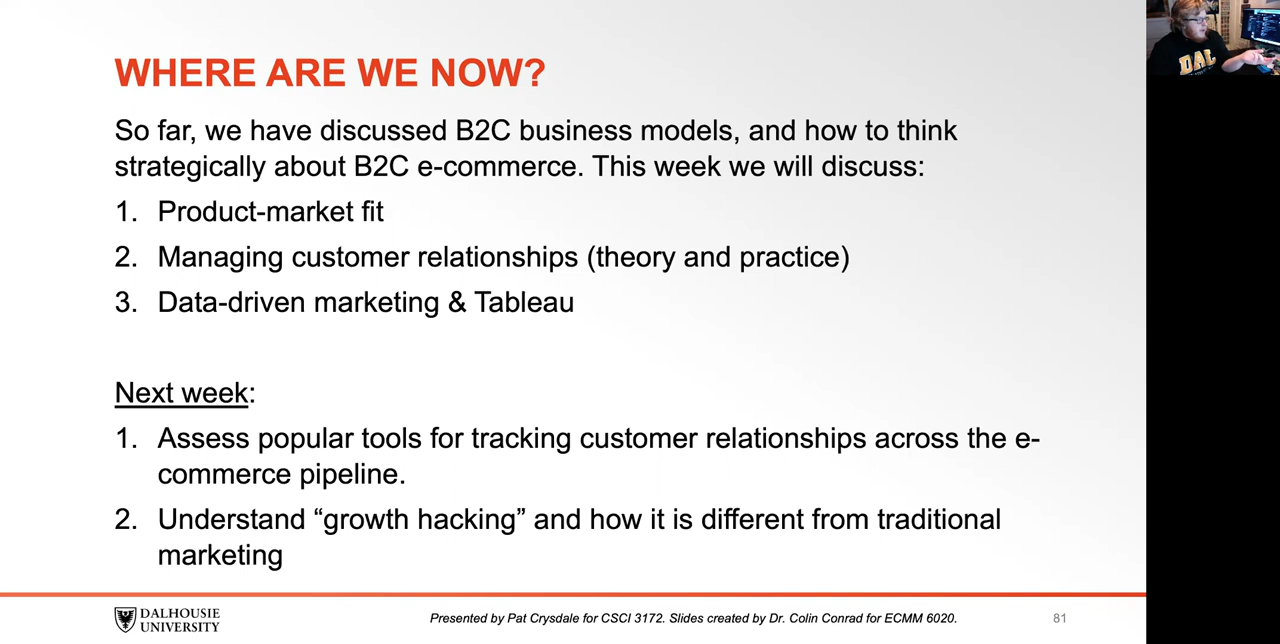 WHERE ARE WE NOW?
So far, we have discussed B2C business models, and how to think
strategically about B2C e-commerce. This week we will discuss:
1. Product-market fit
2. Managing customer relationships (theory and practice)
3. Data-driven marketing & Tableau
Next week:
1. Assess popular tools for tracking customer relationships across the e-
commerce pipeline.
2. Understand “growth hacking” and how it is different from traditional
marketing
DALHOUSIE
UNIVERSITY
Presented by Pat Crysdale for CSCI 3172. Slides created by Dr. Colin Conrad for ECMM 6020.
81
DAL